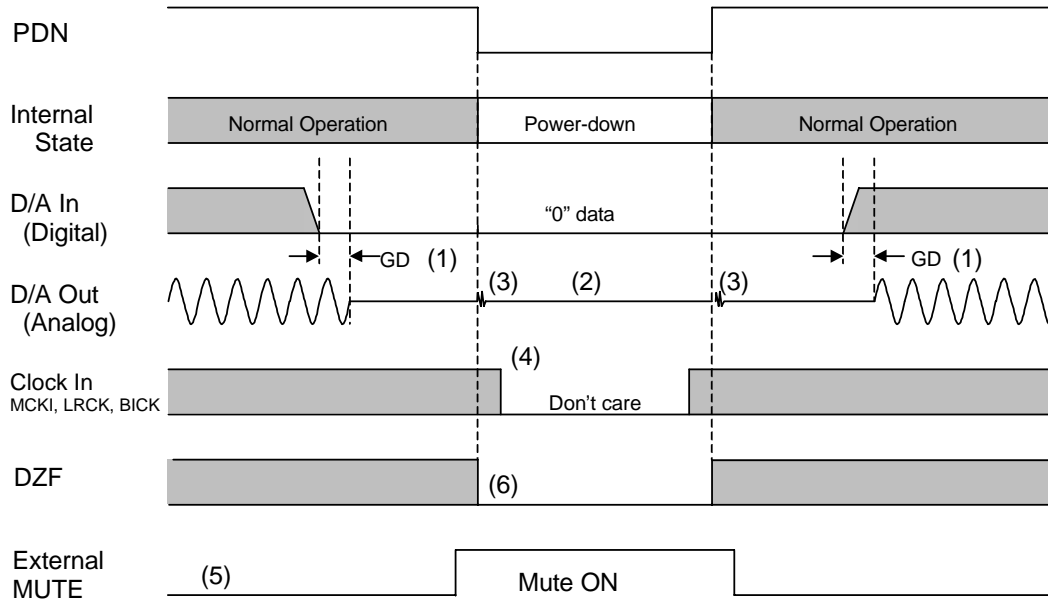 PDN
Internal
State
Normal Operation
Power-down
Normal Operation
D/A In
(Digital)
“0” data
GD (1)
GD (1)
D/A Out
(Analog)
(3)
(2)
(3)
Clock In
MCKI, LRCK, BICK
(4)
Don’t care
DZF
(6)
External
MUTE
(5)
Mute ON